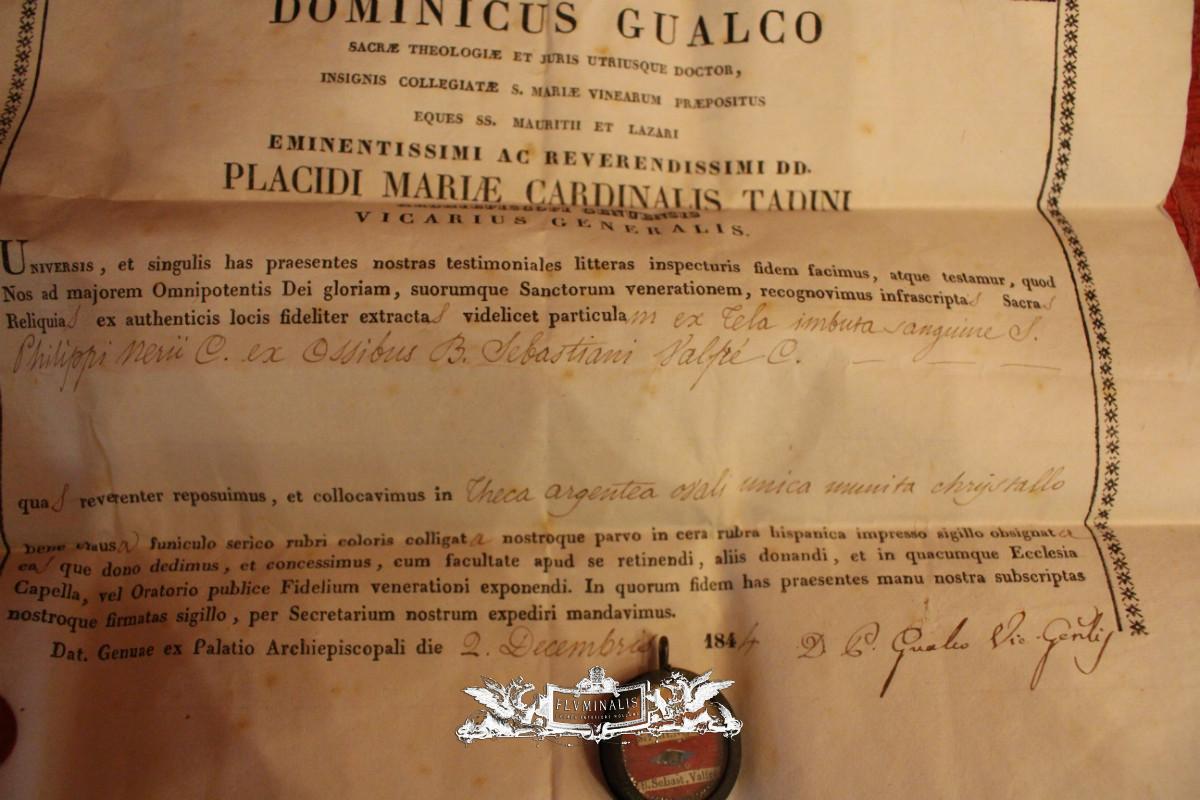 DOMINICUS GUALCO
SACRÆ THEOLOGIÆ ET JURIS UTRIUSQUE DOCTOR,
INSIGNIS COLLEGIATÆ S. MARIÆ VINEARUM PRÆPOSITUS
EQUES SS. MAURITII ET LAZARI
EMINENTISSIMI AC REVERENDISSIMI DD.
PLACIDI MARIÆ CARDINALIS TADINI
ARCHIEPISCOPI GENUENSIS
VICARIUS GENERALIS.
UNIVERSIS, et singulis has praesentes nostras testimoniales litteras inspecturis fidem facimus, atque testamur, quod
Nos ad majorem Omnipotentis Dei gloriam, suorumque Sanctorum venerationem, recognovimus infrascriptas Sacras
Reliquias ex authenticis locis fideliter extractas videlicet particulam ex Tela imbuta sanguine S.
Philippi Nerii C. ex Ossibus B. Sebastiani Valfré C.
quas reverenter reposuimus, et collocavimus in Theca argentea ovali unica munita chrystallo
bene clausa funiculo serico rubri coloris colligata nostroque parvo in cera rubra hispanica impresso sigillo obsignata
eas que dono dedimus, et concessimus, cum facultate apud se retinendi, aliis donandi, et in quacumque Ecclesia
Capella, vel Oratorio publice Fidelium venerationi exponendi. In quorum fidem has praesentes manu nostra subscriptas
nostroque firmatas sigillo, per Secretarium nostrum expediri mandavimus.
Dat. Genuae ex Palatio Archiepiscopali die 2. Decembris 1844 D. P. Gualco Vic. Genlis
FLVMINALIS
B. Sebast. Valfré